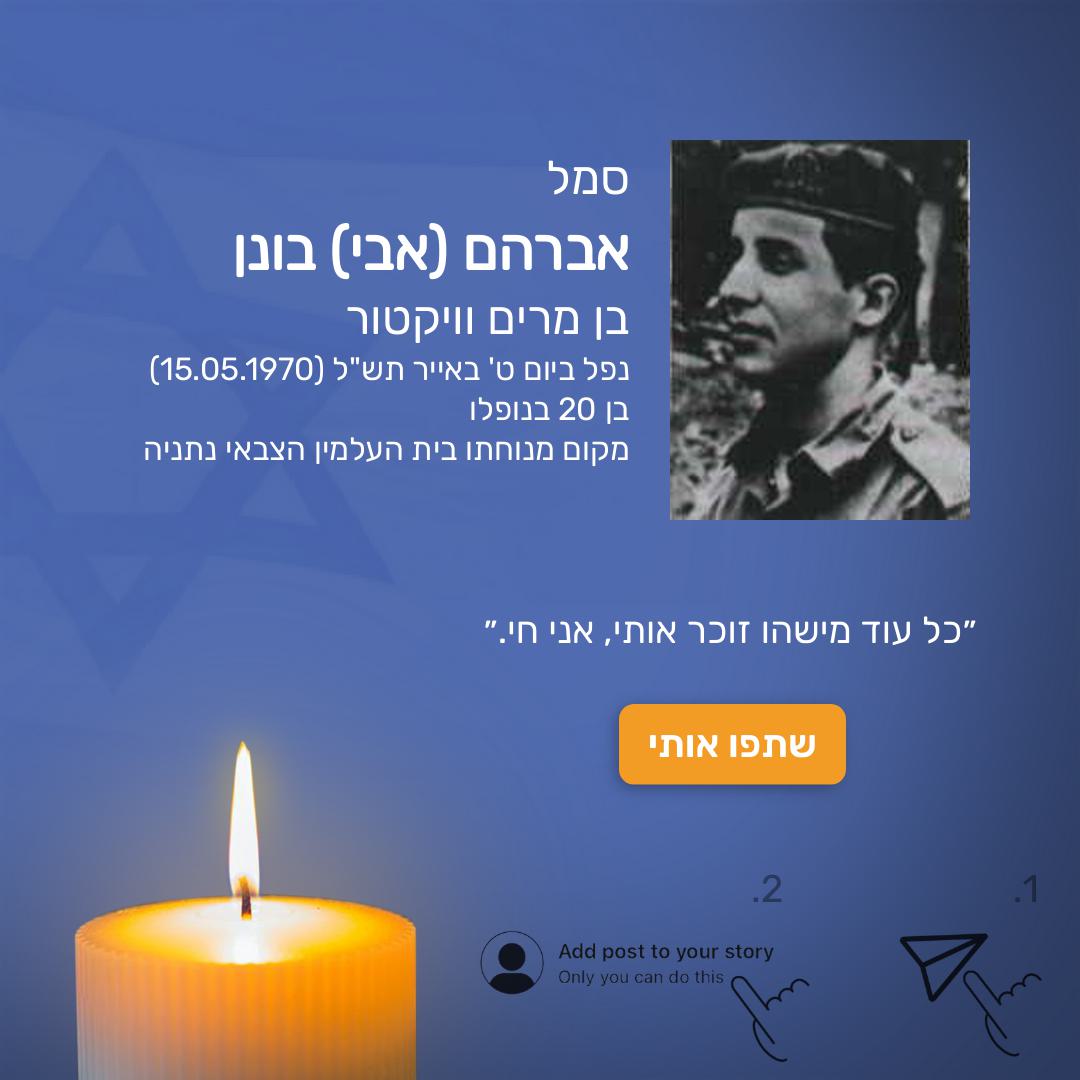 סמל
אברהם (אבי) בונן
בן מרים וויקטור
נפל ביום ט' באייר תש"ל (15.05.1970)
בן 20 בנופלו
מקום מנוחתו בית העלמין הצבאי נתניה
״כל עוד מישהו זוכר אותי, אני חי.״
שתפו אותי
1.
2.
Add post to your story
Only you can do this